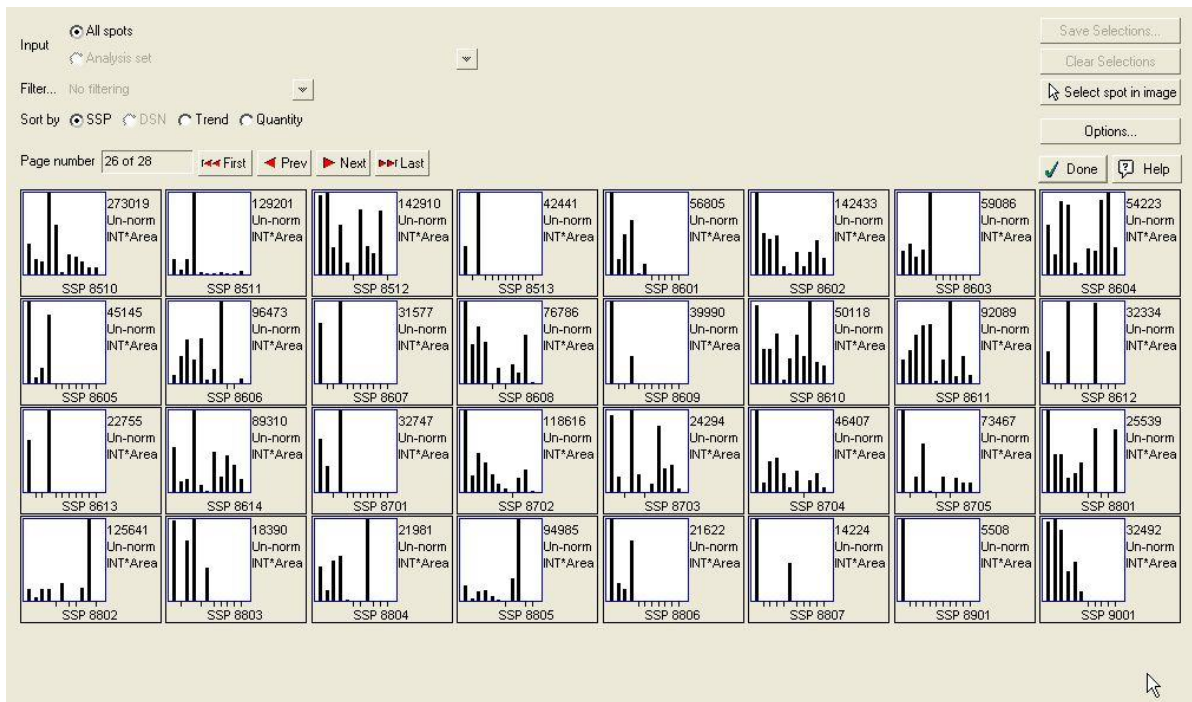 Input
All spots
Analysis set
Filter... No filtering
Sort by SSP DSN Trend Quantity
Page number 26 of 28 First Prev Next Last
Save Selections...
Clear Selections
Select spot in image
Options...
Done Help
273019
Un-norm
INT*Area
SSP 8510
129201
Un-norm
INT*Area
SSP 8511
142910
Un-norm
INT*Area
SSP 8512
42441
Un-norm
INT*Area
SSP 8513
56805
Un-norm
INT*Area
SSP 8601
142433
Un-norm
INT*Area
SSP 8602
59086
Un-norm
INT*Area
SSP 8603
54223
Un-norm
INT*Area
SSP 8604
45145
Un-norm
INT*Area
SSP 8605
96473
Un-norm
INT*Area
SSP 8606
31577
Un-norm
INT*Area
SSP 8607
76786
Un-norm
INT*Area
SSP 8608
39990
Un-norm
INT*Area
SSP 8609
50118
Un-norm
INT*Area
SSP 8610
92089
Un-norm
INT*Area
SSP 8611
32334
Un-norm
INT*Area
SSP 8612
22755
Un-norm
INT*Area
SSP 8613
89310
Un-norm
INT*Area
SSP 8614
32747
Un-norm
INT*Area
SSP 8701
118616
Un-norm
INT*Area
SSP 8702
24294
Un-norm
INT*Area
SSP 8703
46407
Un-norm
INT*Area
SSP 8704
73467
Un-norm
INT*Area
SSP 8705
25539
Un-norm
INT*Area
SSP 8801
125641
Un-norm
INT*Area
SSP 8802
18390
Un-norm
INT*Area
SSP 8803
21981
Un-norm
INT*Area
SSP 8804
94985
Un-norm
INT*Area
SSP 8805
21622
Un-norm
INT*Area
SSP 8806
14224
Un-norm
INT*Area
SSP 8807
5508
Un-norm
INT*Area
SSP 8901
32492
Un-norm
INT*Area
SSP 9001